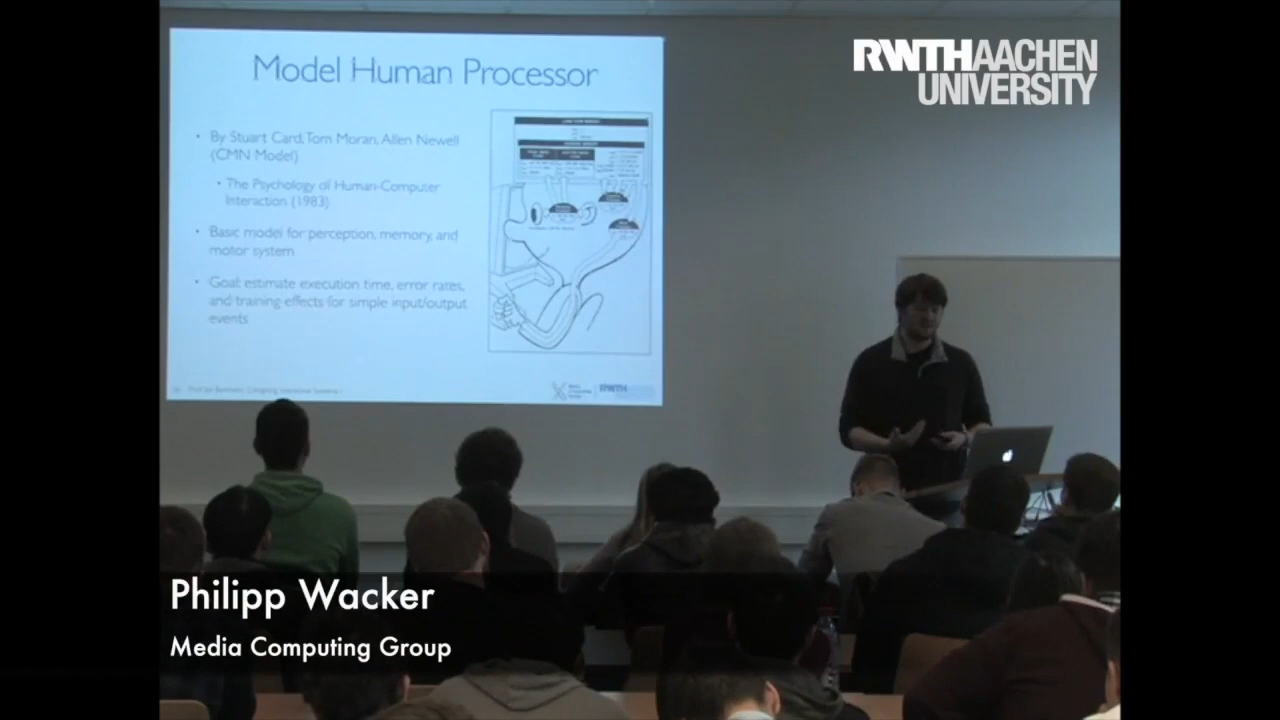 RWTHAACHEN
UNIVERSITY
Model Human Processor
• By Stuart Card, Tom Moran, Allen Newell
(CMN Model)
• The Psychology of Human-Computer
Interaction (1983)
• Basic model for perception, memory, and
motor system
• Goal: estimate execution time, error rates,
and training effects for simple input/output
events
RWTH
Philipp Wacker
Media Computing Group